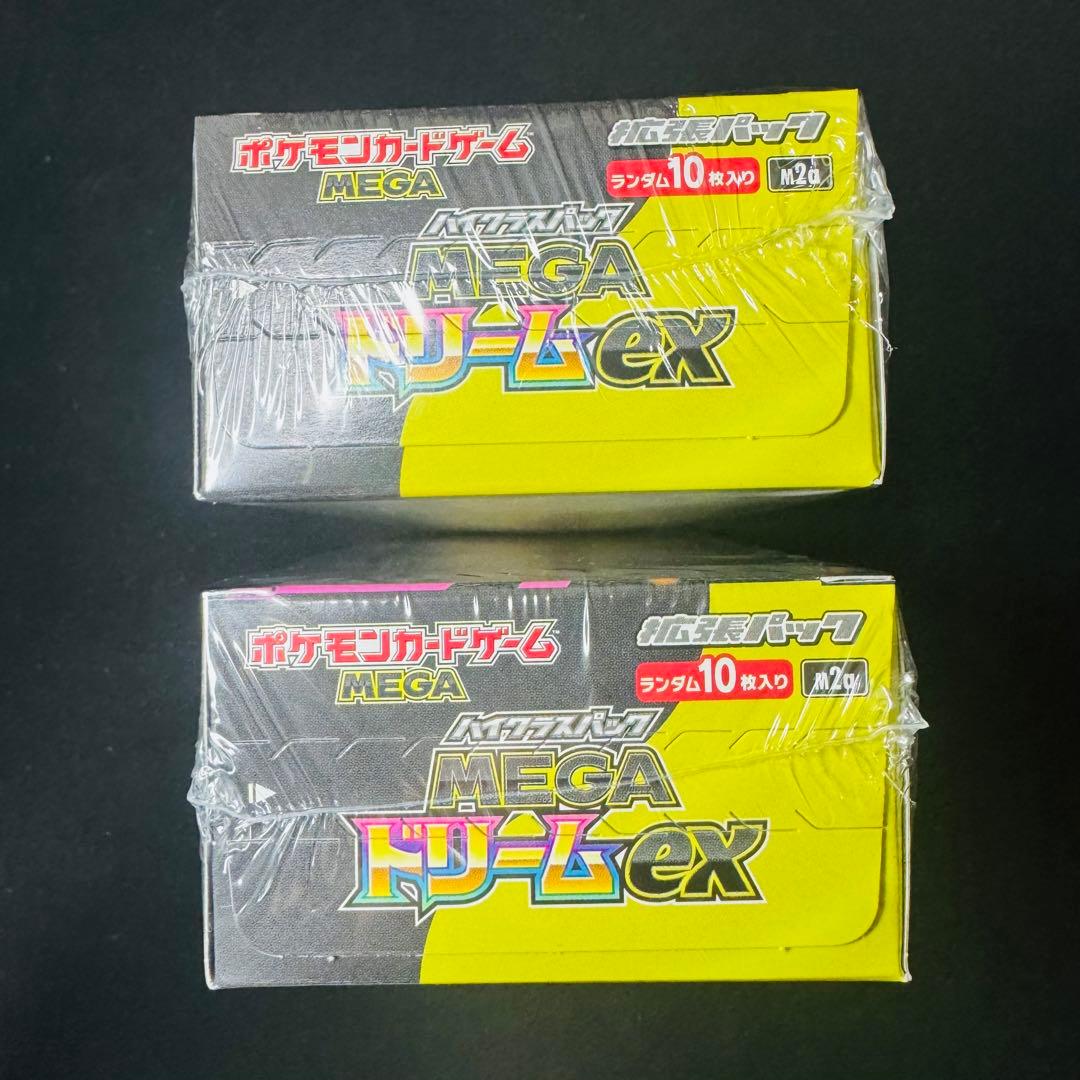 ポケモンカードゲーム™
MEGA
拡張パック
ランダム10枚入り M2a
ハイクラスパック
MEGA
ドリームex
ポケモンカードゲーム™
MEGA
拡張パック
ランダム10枚入り M2a
ハイクラスパック
MEGA
ドリームex